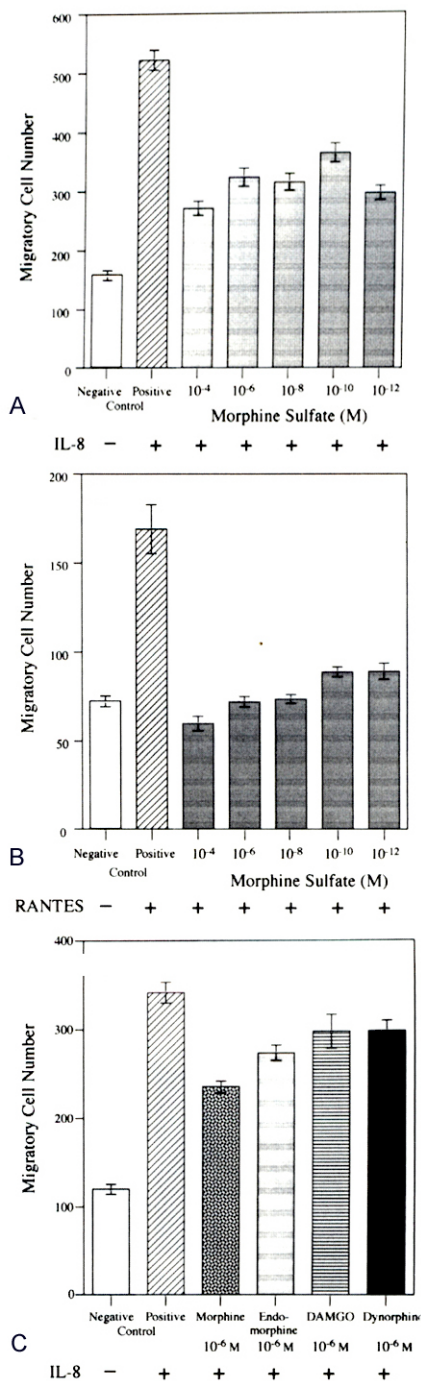 600
500
400
300
200
100
0
Migratory Cell Number
Negative Positive 10-4 10-6 10-8 10-10 10-12
Control Morphine Sulfate (M)
A
IL-8 − + + + + + +
200
150
100
50
0
Migratory Cell Number
Negative Positive 10-4 10-6 10-8 10-10 10-12
Control Morphine Sulfate (M)
B
RANTES − + + + + + +
400
300
200
100
0
Migratory Cell Number
Negative Positive Morphine Endo- DAMGO Dynorphin
Control 10-6 M morphine 10-6 M 10-6 M
10-6 M
C
IL-8 − + + + + +